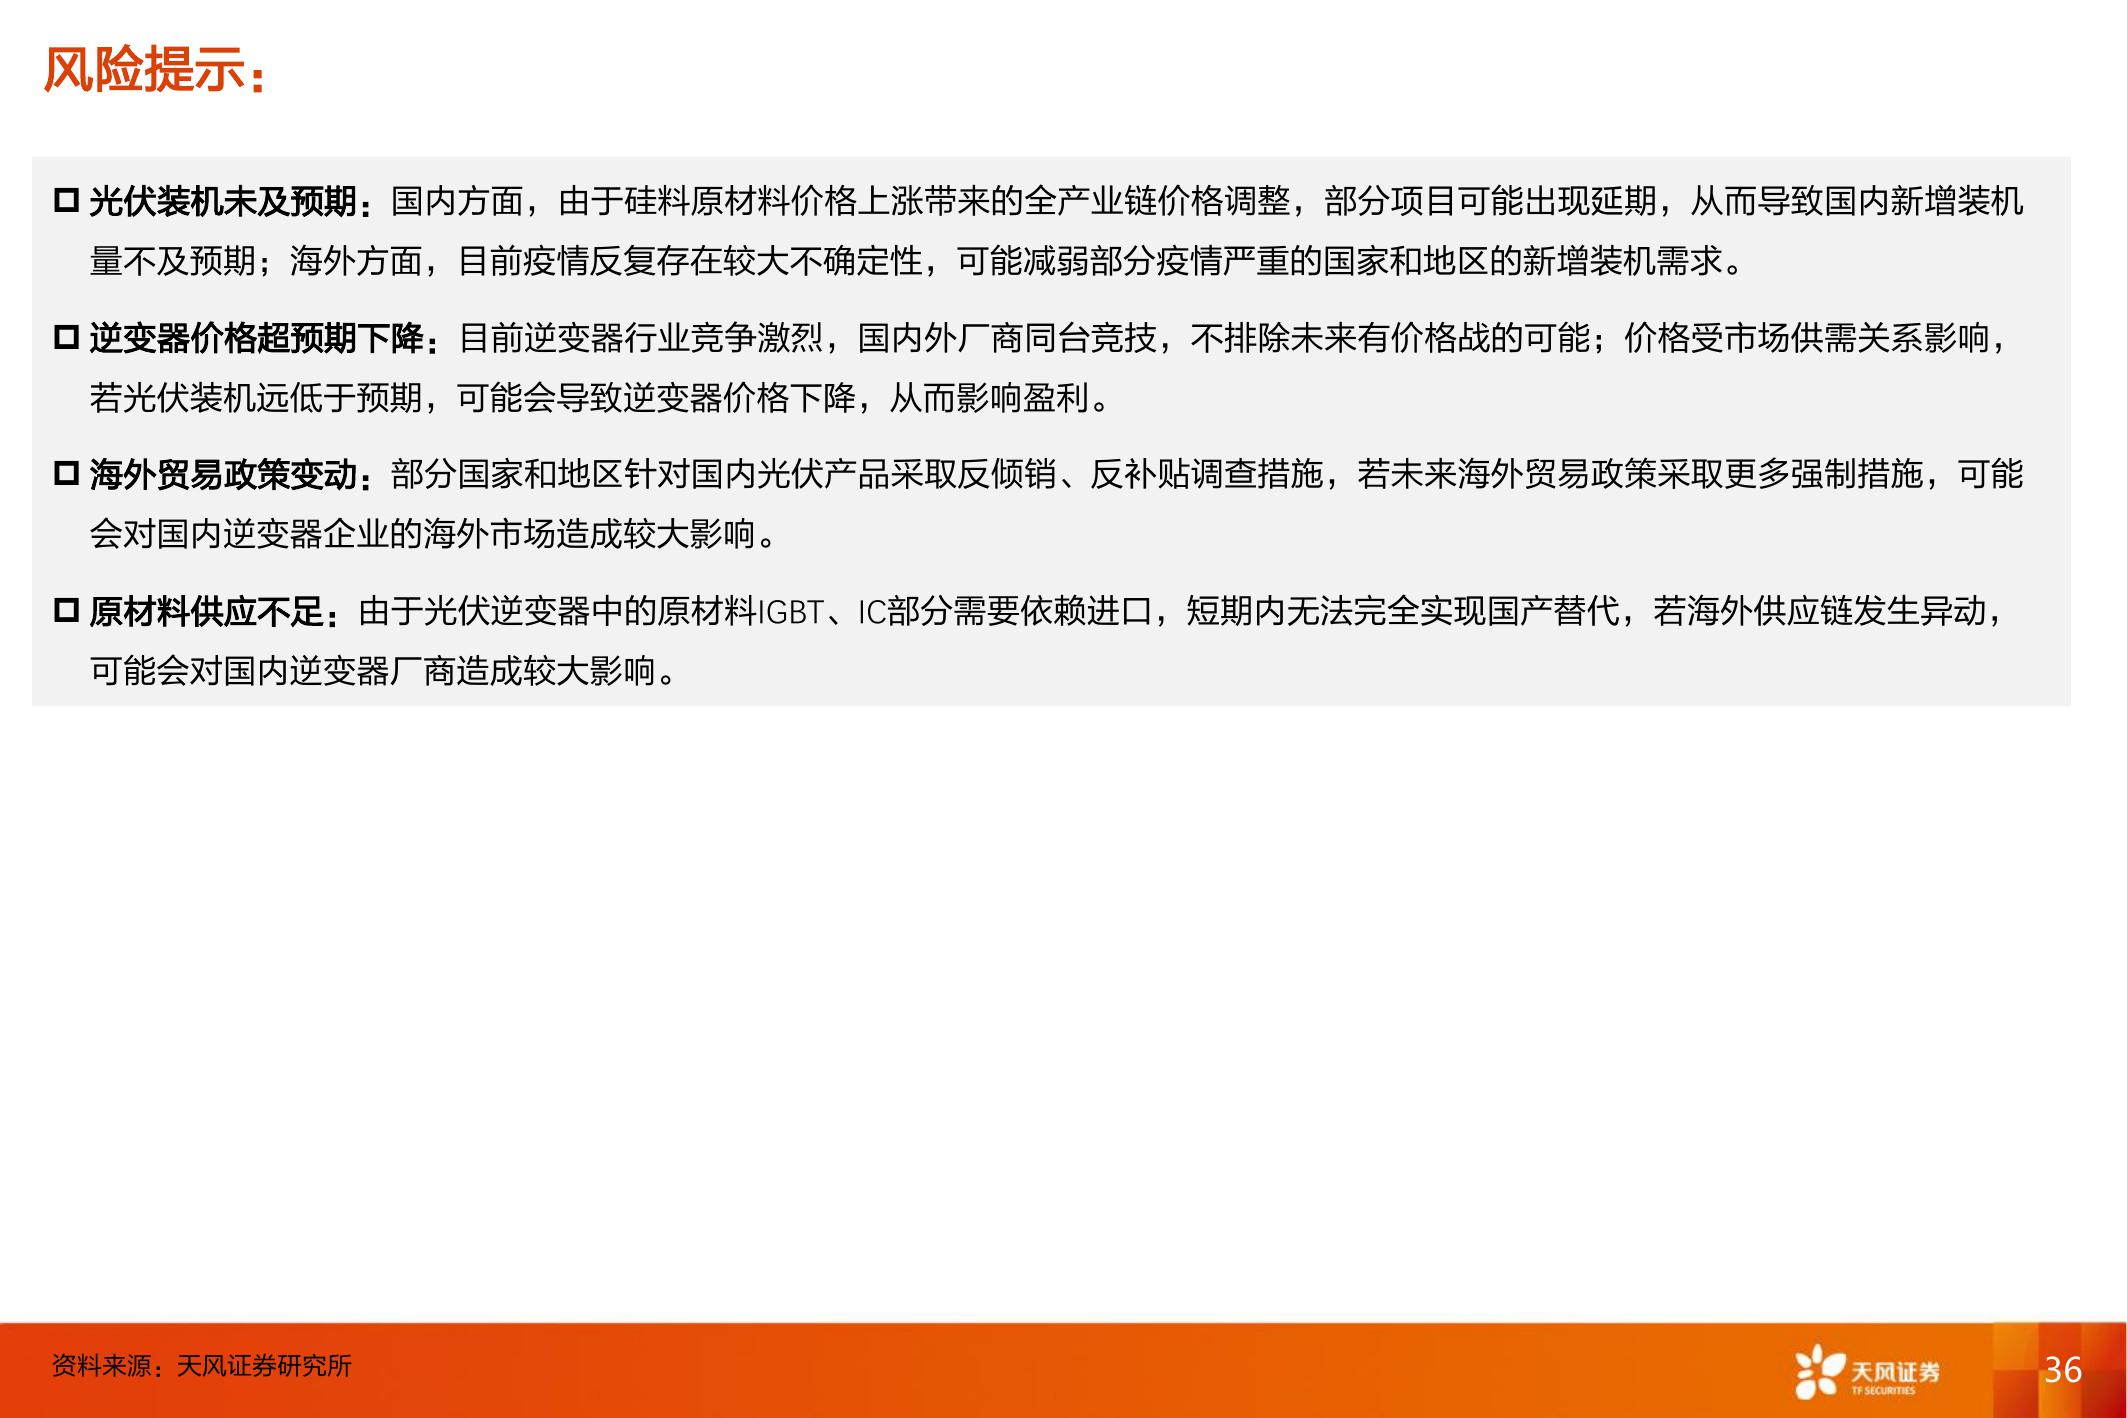 风险提示：
光伏装机未及预期：国内方面，由于硅料原材料价格上涨带来的全产业链价格调整，部分项目可能出现延期，从而导致国内新增装机
量不及预期；海外方面，目前疫情反复存在较大不确定性，可能减弱部分疫情严重的国家和地区的新增装机需求。
逆变器价格超预期下降：目前逆变器行业竞争激烈，国内外厂商同台竞技，不排除未来有价格战的可能；价格受市场供需关系影响，
若光伏装机远低于预期，可能会导致逆变器价格下降，从而影响盈利。
海外贸易政策变动：部分国家和地区针对国内光伏产品采取反倾销、反补贴调查措施，若未来海外贸易政策采取更多强制措施，可能
会对国内逆变器企业的海外市场造成较大影响。
原材料供应不足：由于光伏逆变器中的原材料IGBT、IC部分需要依赖进口，短期内无法完全实现国产替代，若海外供应链发生异动，
可能会对国内逆变器厂商造成较大影响。
资料来源：天风证券研究所
天风证券
TF SECURITIES
36